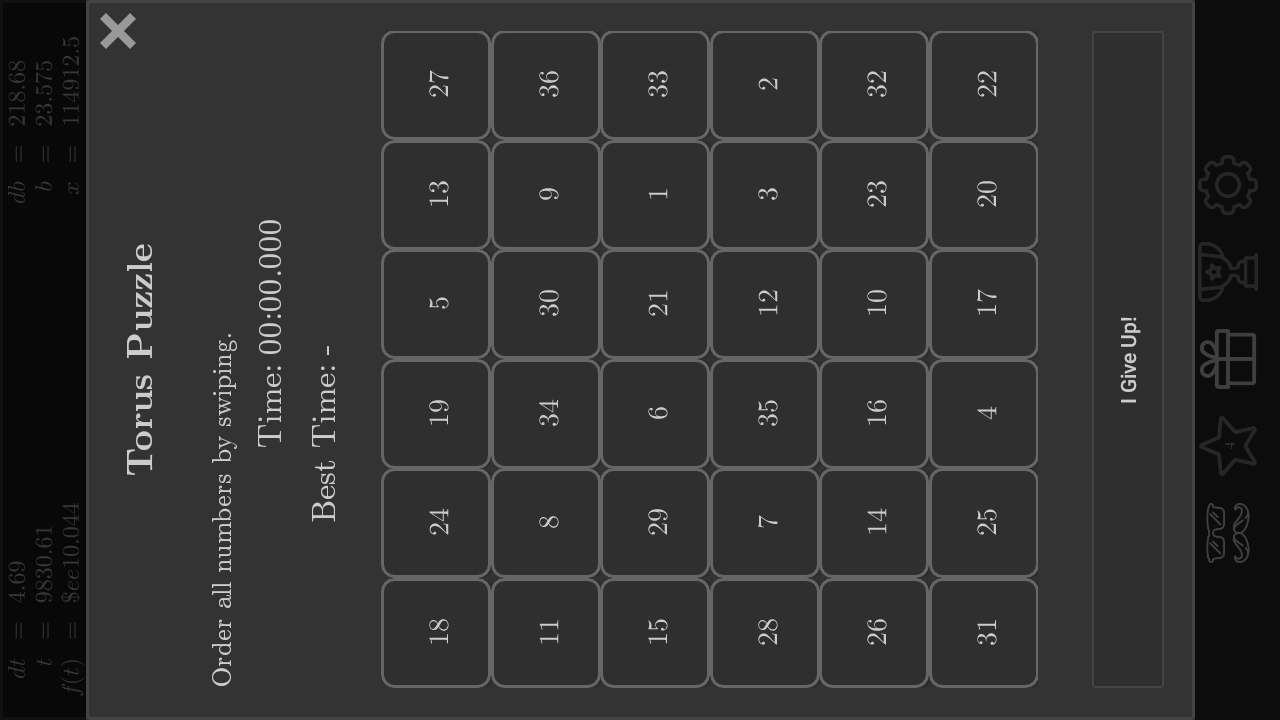 dt = 4.69 db = 218.68
t = 9830.61 b = 23.575
f(t) = $ee10.044 x = 114912.5
Torus Puzzle
Order all numbers by swiping.
Time: 00:00.000
Best Time: -
18 24 19 5 13 27
11 8 34 30 9 36
15 29 6 21 1 33
28 7 35 12 3 2
26 14 16 10 23 32
31 25 4 17 20 22
I Give Up!